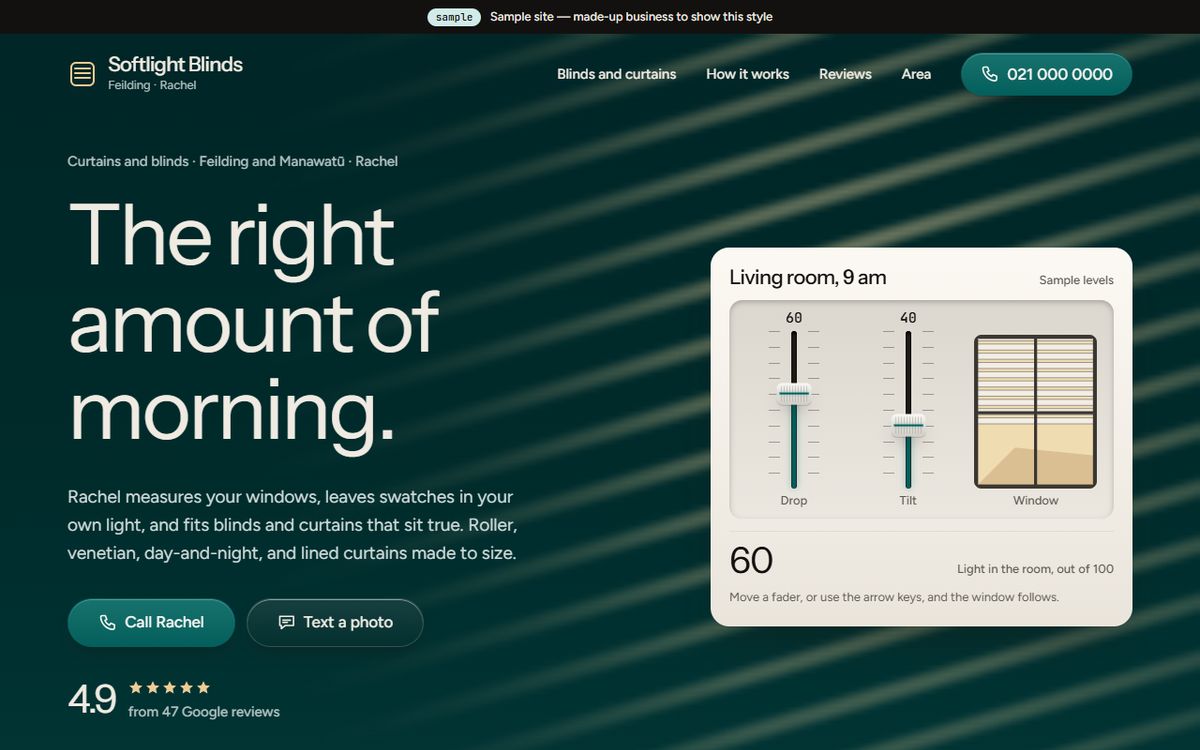 sample Sample site — made-up business to show this style
Softlight Blinds
Feilding · Rachel
Blinds and curtains How it works Reviews Area 021 000 0000
Curtains and blinds · Feilding and Manawatū · Rachel
The right
amount of
morning.
Rachel measures your windows, leaves swatches in your
own light, and fits blinds and curtains that sit true. Roller,
venetian, day-and-night, and lined curtains made to size.
Call Rachel Text a photo
4.9
from 47 Google reviews
Living room, 9 am Sample levels
60 40
Drop Tilt Window
60 Light in the room, out of 100
Move a fader, or use the arrow keys, and the window follows.